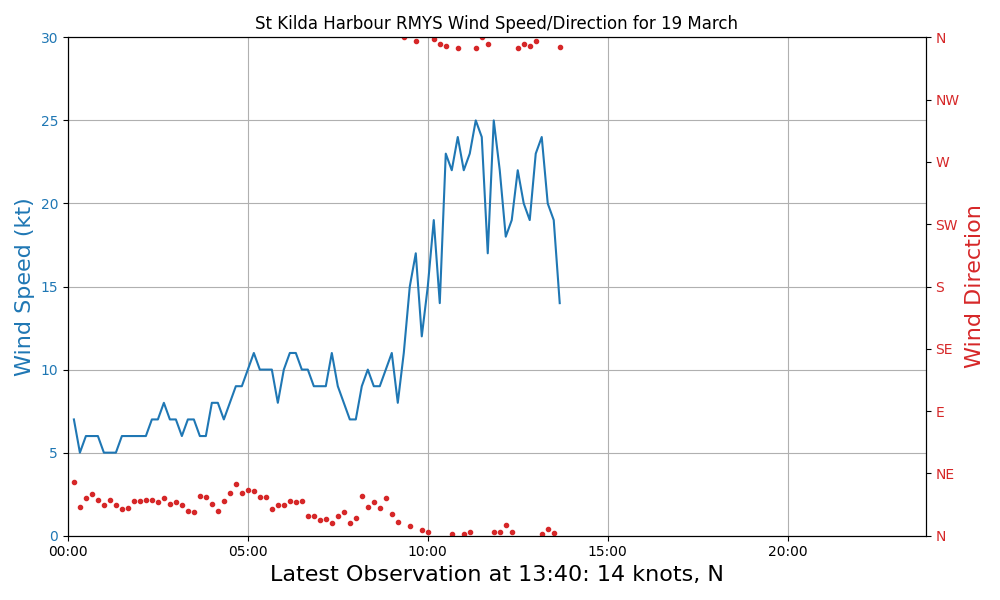 St Kilda Harbour RMYS Wind Speed/Direction for 19 March
30
25
20
15
10
5
0
Wind Speed (kt)
N
NW
W
SW
S
SE
E
NE
N
Wind Direction
00:00
05:00
10:00
15:00
20:00
Latest Observation at 13:40: 14 knots, N